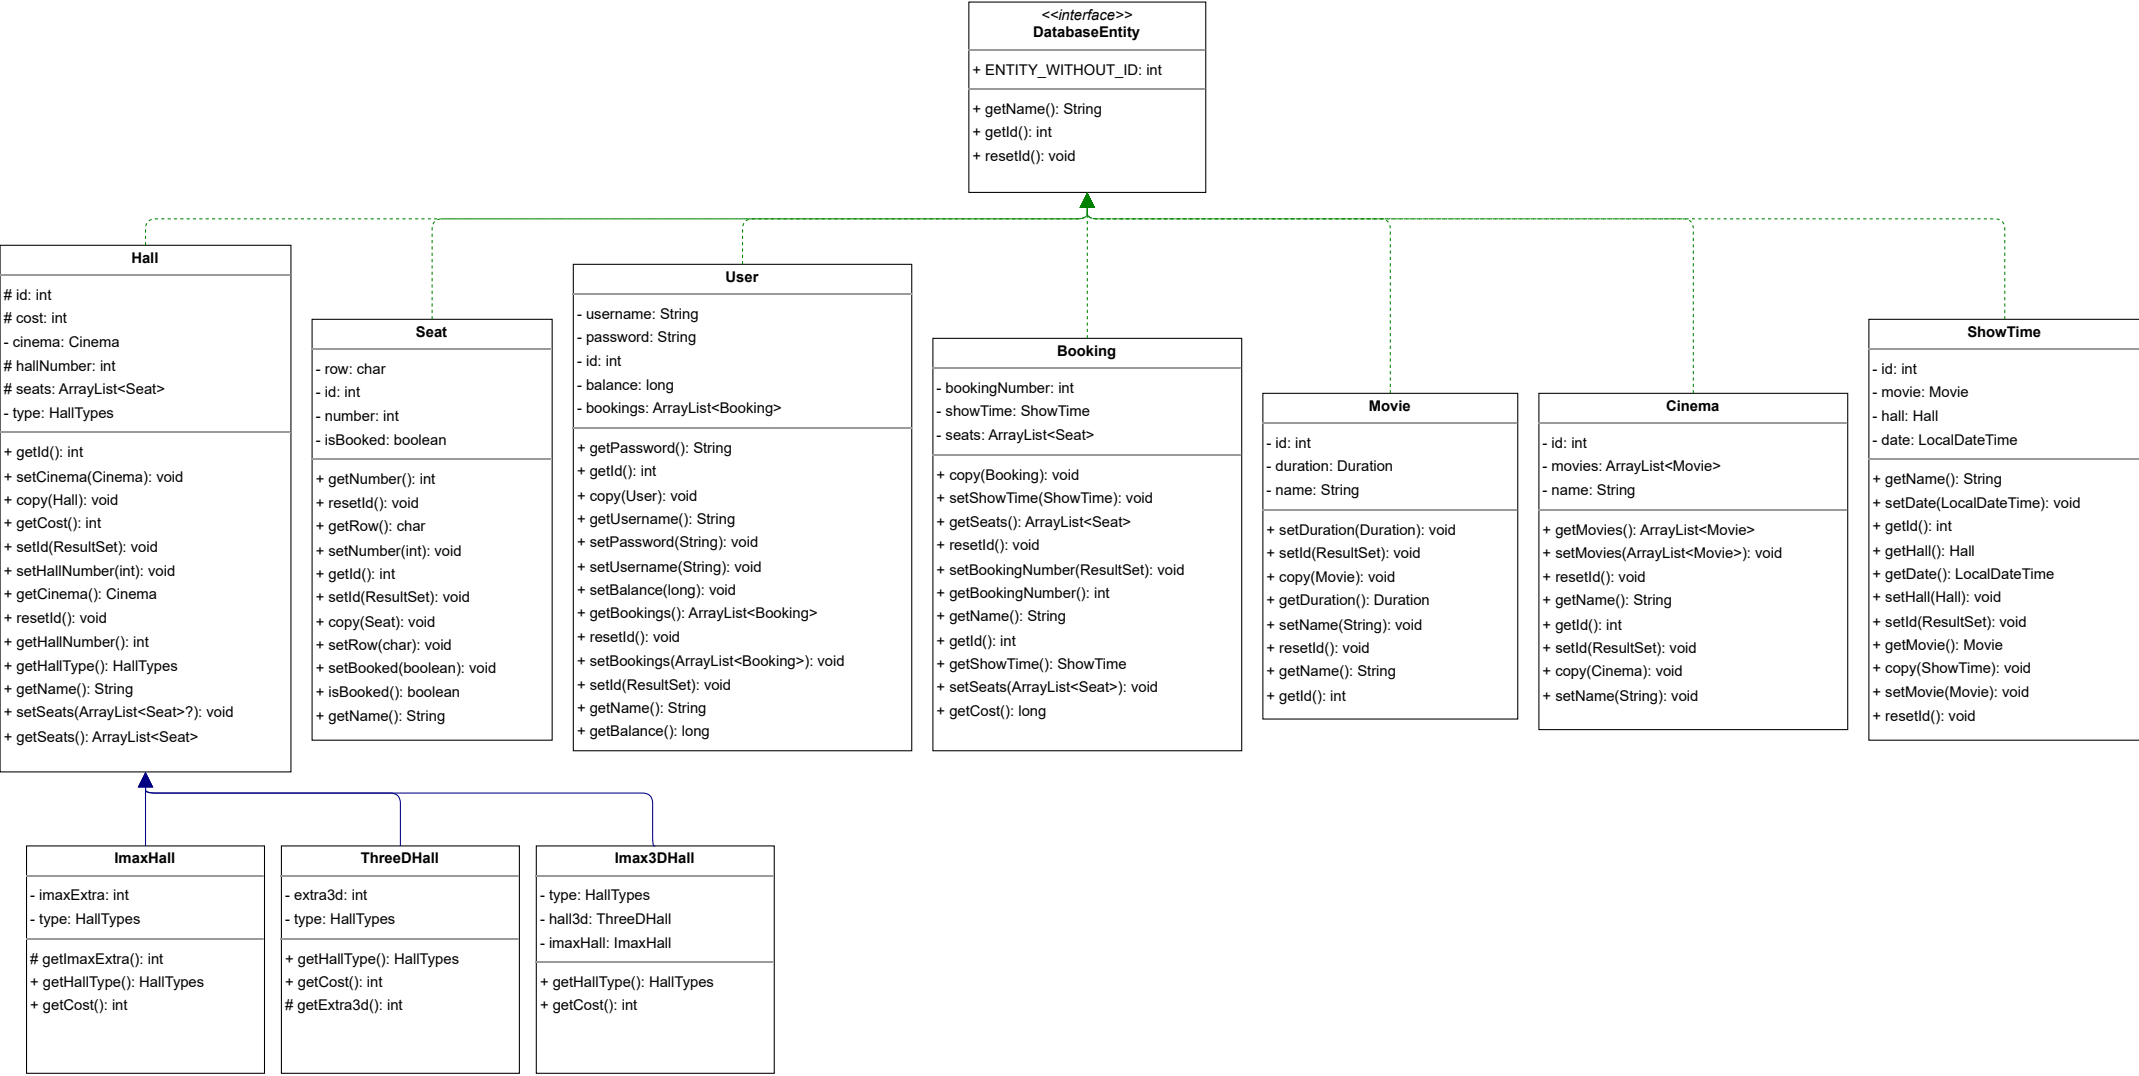 <<interface>>
DatabaseEntity
+ ENTITY_WITHOUT_ID: int
+ getName(): String
+ getId(): int
+ resetId(): void
Hall
# id: int
# cost: int
- cinema: Cinema
# hallNumber: int
# seats: ArrayList<Seat>
- type: HallTypes
+ getId(): int
+ setCinema(Cinema): void
+ copy(Hall): void
+ getCost(): int
+ setId(ResultSet): void
+ setHallNumber(int): void
+ getCinema(): Cinema
+ resetId(): void
+ getHallNumber(): int
+ getHallType(): HallTypes
+ getName(): String
+ setSeats(ArrayList<Seat>?): void
+ getSeats(): ArrayList<Seat>
Seat
- row: char
- id: int
- number: int
- isBooked: boolean
+ getNumber(): int
+ resetId(): void
+ getRow(): char
+ setNumber(int): void
+ getId(): int
+ setId(ResultSet): void
+ copy(Seat): void
+ setRow(char): void
+ setBooked(boolean): void
+ isBooked(): boolean
+ getName(): String
User
- username: String
- password: String
- id: int
- balance: long
- bookings: ArrayList<Booking>
+ getPassword(): String
+ getId(): int
+ copy(User): void
+ getUsername(): String
+ setPassword(String): void
+ setUsername(String): void
+ setBalance(long): void
+ getBookings(): ArrayList<Booking>
+ resetId(): void
+ setBookings(ArrayList<Booking>): void
+ setId(ResultSet): void
+ getName(): String
+ getBalance(): long
Booking
- bookingNumber: int
- showTime: ShowTime
- seats: ArrayList<Seat>
+ copy(Booking): void
+ setShowTime(ShowTime): void
+ getSeats(): ArrayList<Seat>
+ resetId(): void
+ setBookingNumber(ResultSet): void
+ getBookingNumber(): int
+ getName(): String
+ getId(): int
+ getShowTime(): ShowTime
+ setSeats(ArrayList<Seat>): void
+ getCost(): long
Movie
- id: int
- duration: Duration
- name: String
+ setDuration(Duration): void
+ setId(ResultSet): void
+ copy(Movie): void
+ getDuration(): Duration
+ setName(String): void
+ resetId(): void
+ getName(): String
+ getId(): int
Cinema
- id: int
- movies: ArrayList<Movie>
- name: String
+ getMovies(): ArrayList<Movie>
+ setMovies(ArrayList<Movie>): void
+ resetId(): void
+ getName(): String
+ getId(): int
+ setId(ResultSet): void
+ copy(Cinema): void
+ setName(String): void
ShowTime
- id: int
- movie: Movie
- hall: Hall
- date: LocalDateTime
+ getName(): String
+ setDate(LocalDateTime): void
+ getId(): int
+ getHall(): Hall
+ getDate(): LocalDateTime
+ setHall(Hall): void
+ setId(ResultSet): void
+ getMovie(): Movie
+ copy(ShowTime): void
+ setMovie(Movie): void
+ resetId(): void
ImaxHall
- imaxExtra: int
- type: HallTypes
# getImaxExtra(): int
+ getHallType(): HallTypes
+ getCost(): int
ThreeDHall
- extra3d: int
- type: HallTypes
+ getHallType(): HallTypes
+ getCost(): int
# getExtra3d(): int
Imax3DHall
- type: HallTypes
- hall3d: ThreeDHall
- imaxHall: ImaxHall
+ getHallType(): HallTypes
+ getCost(): int